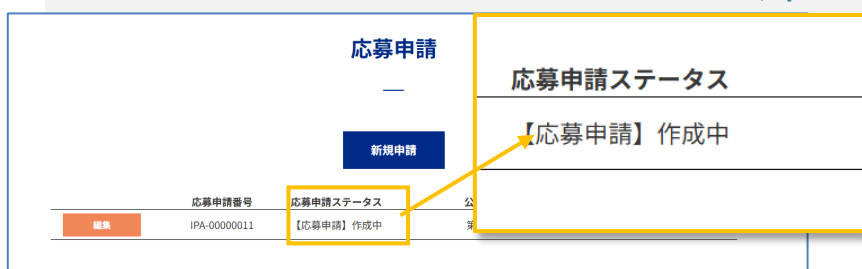 応募申請
新規申請
応募申請番号 応募申請ステータス 公
編集 IPA-00000011 【応募申請】作成中 第
応募申請ステータス
【応募申請】作成中